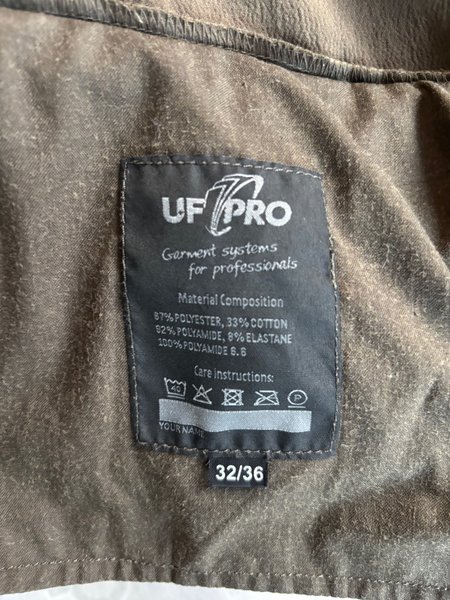 UF PRO
Garment systems
for professionals
Material Composition
67% POLYESTER, 33% COTTON
92% POLYAMIDE, 8% ELASTANE
100% POLYAMIDE 6.6
Care instructions:
40
P
YOUR NAME
32/36